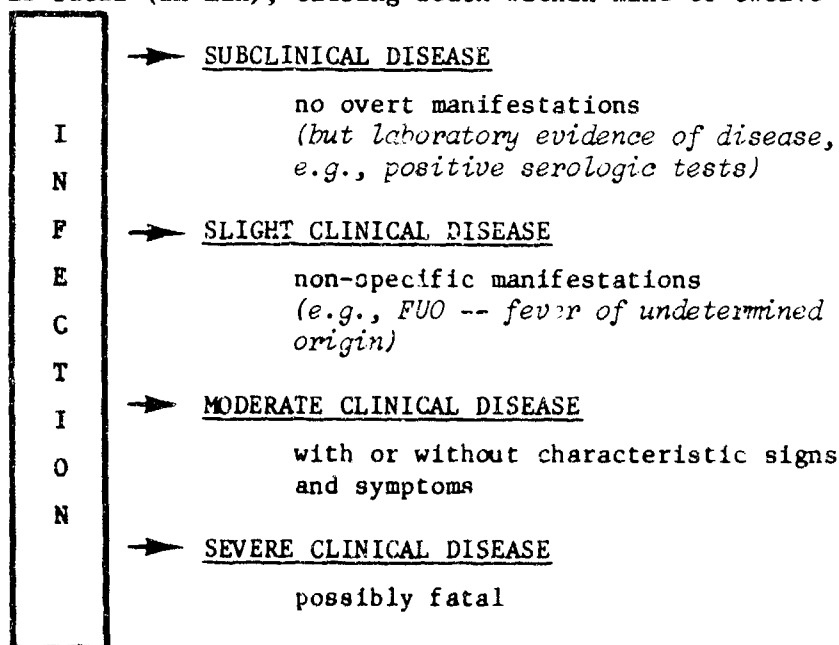 SUBCLINICAL DISEASE
no overt manifestations
(but laboratory evidence of disease,
e.g., positive serologic tests)
SLIGHT CLINICAL DISEASE
non-specific manifestations
(e.g., FUO -- fever of undetermined
origin)
MODERATE CLINICAL DISEASE
with or without characteristic signs
and symptoms
SEVERE CLINICAL DISEASE
possibly fatal
I
N
F
E
C
T
I
O
N